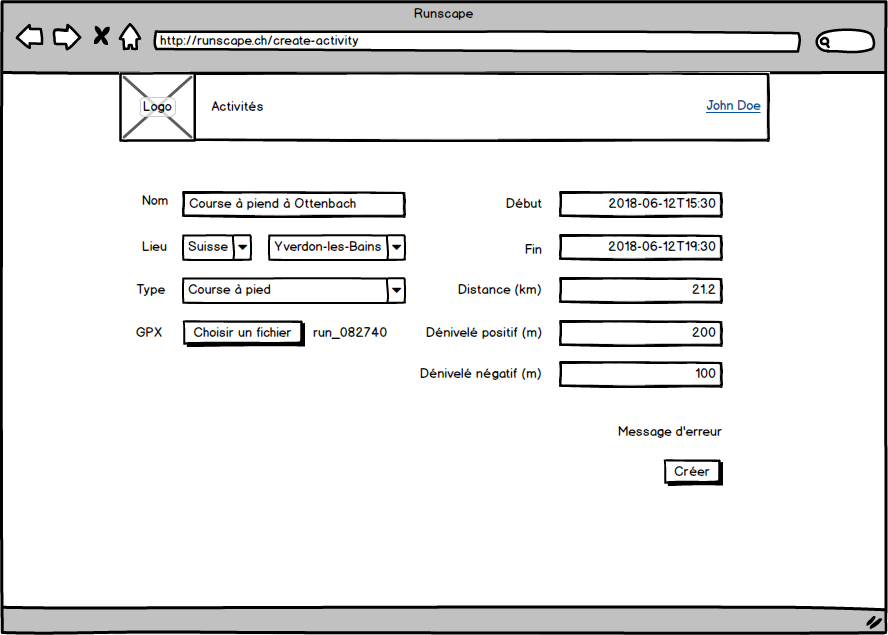 Runscape
http://runscape.ch/create-activity
Logo
Activités
John Doe
Nom
Course à piend à Ottenbach
Début
2018-06-12T15:30
Lieu
Suisse
Yverdon-les-Bains
Fin
2018-06-12T19:30
Type
Course à pied
Distance (km)
21.2
GPX
Choisir un fichier
run_082740
Dénivelé positif (m)
200
Dénivelé négatif (m)
100
Message d'erreur
Créer